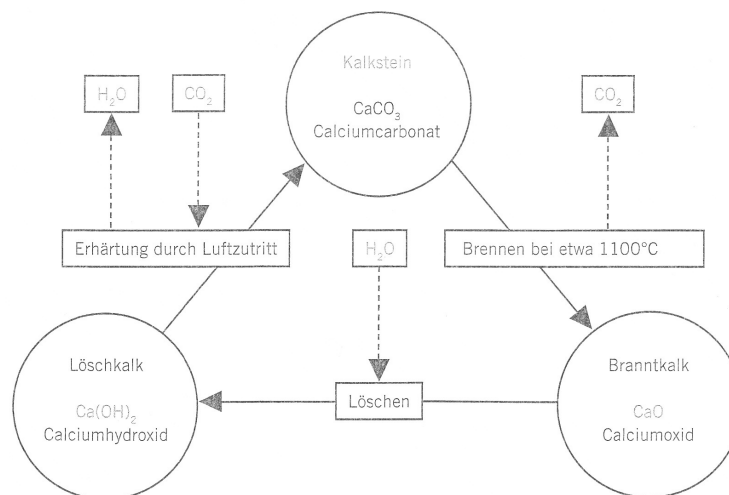 Kalkstein
CaCO₃
Calciumcarbonat
H₂O
CO₂
CO₂
Erhärtung durch Luftzutritt
H₂O
Brennen bei etwa 1100°C
Löschkalk
Ca(OH)₂
Calciumhydroxid
Löschen
Branntkalk
CaO
Calciumoxid